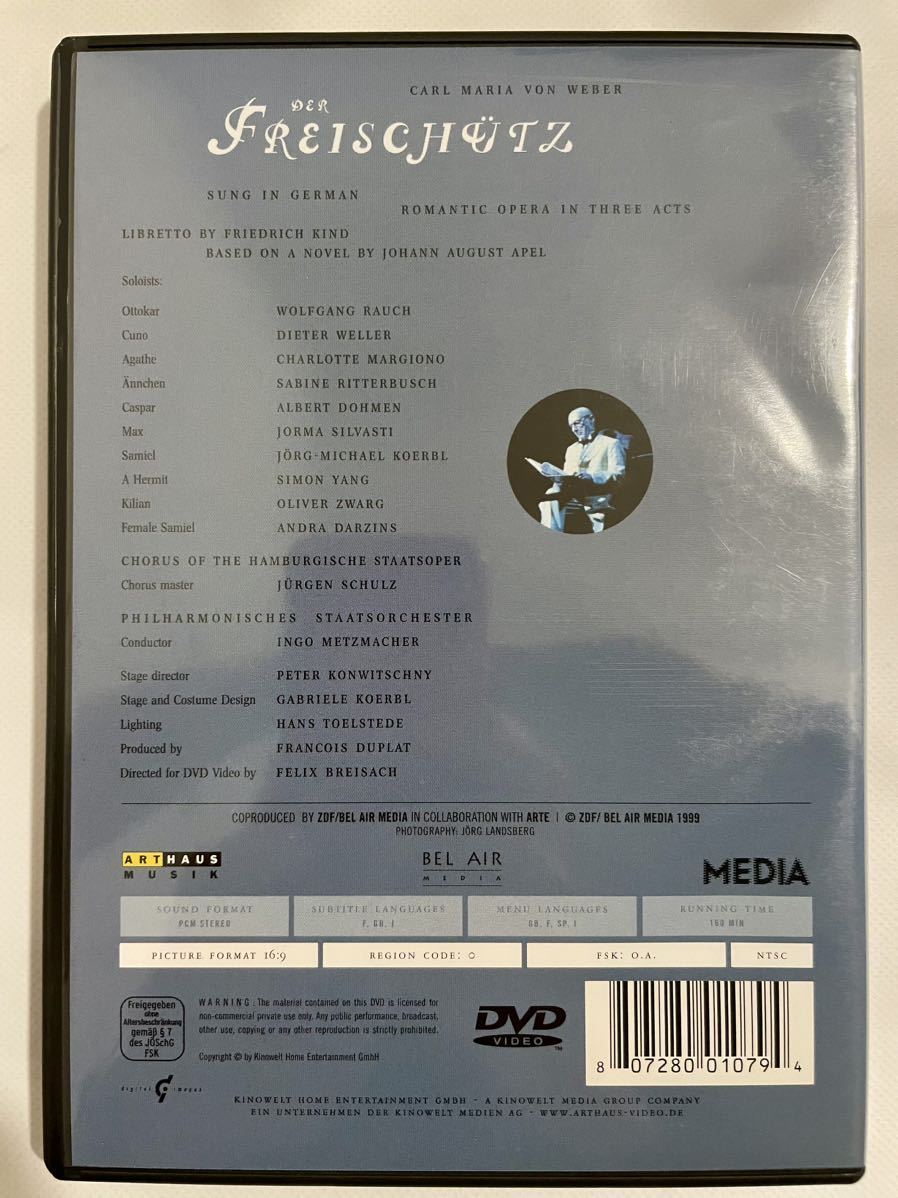 CARL MARIA VON WEBER
DER
FREISCHÜTZ
SUNG IN GERMAN
ROMANTIC OPERA IN THREE ACTS
LIBRETTO BY FRIEDRICH KIND
BASED ON A NOVEL BY JOHANN AUGUST APEL
Soloists:
Ottokar WOLFGANG RAUCH
Cuno DIETER WELLER
Agathe CHARLOTTE MARGIONO
Ännchen SABINE RITTERBUSCH
Caspar ALBERT DOHMEN
Max JORMA SILVASTI
Samiel JÖRG-MICHAEL KOERBL
A Hermit SIMON YANG
Kilian OLIVER ZWARG
Female Samiel ANDRA DARZINS
CHORUS OF THE HAMBURGISCHE STAATSOPER
Chorus master JÜRGEN SCHULZ
PHILHARMONISCHES STAATSORCHESTER
Conductor INGO METZMACHER
Stage director PETER KONWITSCHNY
Stage and Costume Design GABRIELE KOERBL
Lighting HANS TOELSTEDE
Produced by FRANCOIS DUPLAT
Directed for DVD Video by FELIX BREISACH
COPRODUCED BY ZDF/BEL AIR MEDIA IN COLLABORATION WITH ARTE | © ZDF/ BEL AIR MEDIA 1999
PHOTOGRAPHY: JÖRG LANDSBERG
ARTHAUS
MUSIK
BEL AIR
MEDIA
MEDIA
SOUND FORMAT SUBTITLE LANGUAGES MENU LANGUAGES RUNNING TIME
PCM STEREO F, GB, I GB, F, SP, I 160 MIN
PICTURE FORMAT 16:9 REGION CODE: 0 FSK: O.A. NTSC
Freigegeben
ohne
Altersbeschränkung
gemäß § 7
des JÖSchG
FSK
WARNING: The material contained on this DVD is licensed for
non-commercial private use only. Any public performance, broadcast,
other use, copying or any other reproduction is strictly prohibited.
Copyright © by Kinowelt Home Entertainment GmbH
DVD
VIDEO
TM
8 07280 01079 4
digital images
KINOWELT HOME ENTERTAINMENT GMBH - A KINOWELT MEDIA GROUP COMPANY
EIN UNTERNEHMEN DER KINOWELT MEDIEN AG - WWW.ARTHAUS-VIDEO.DE